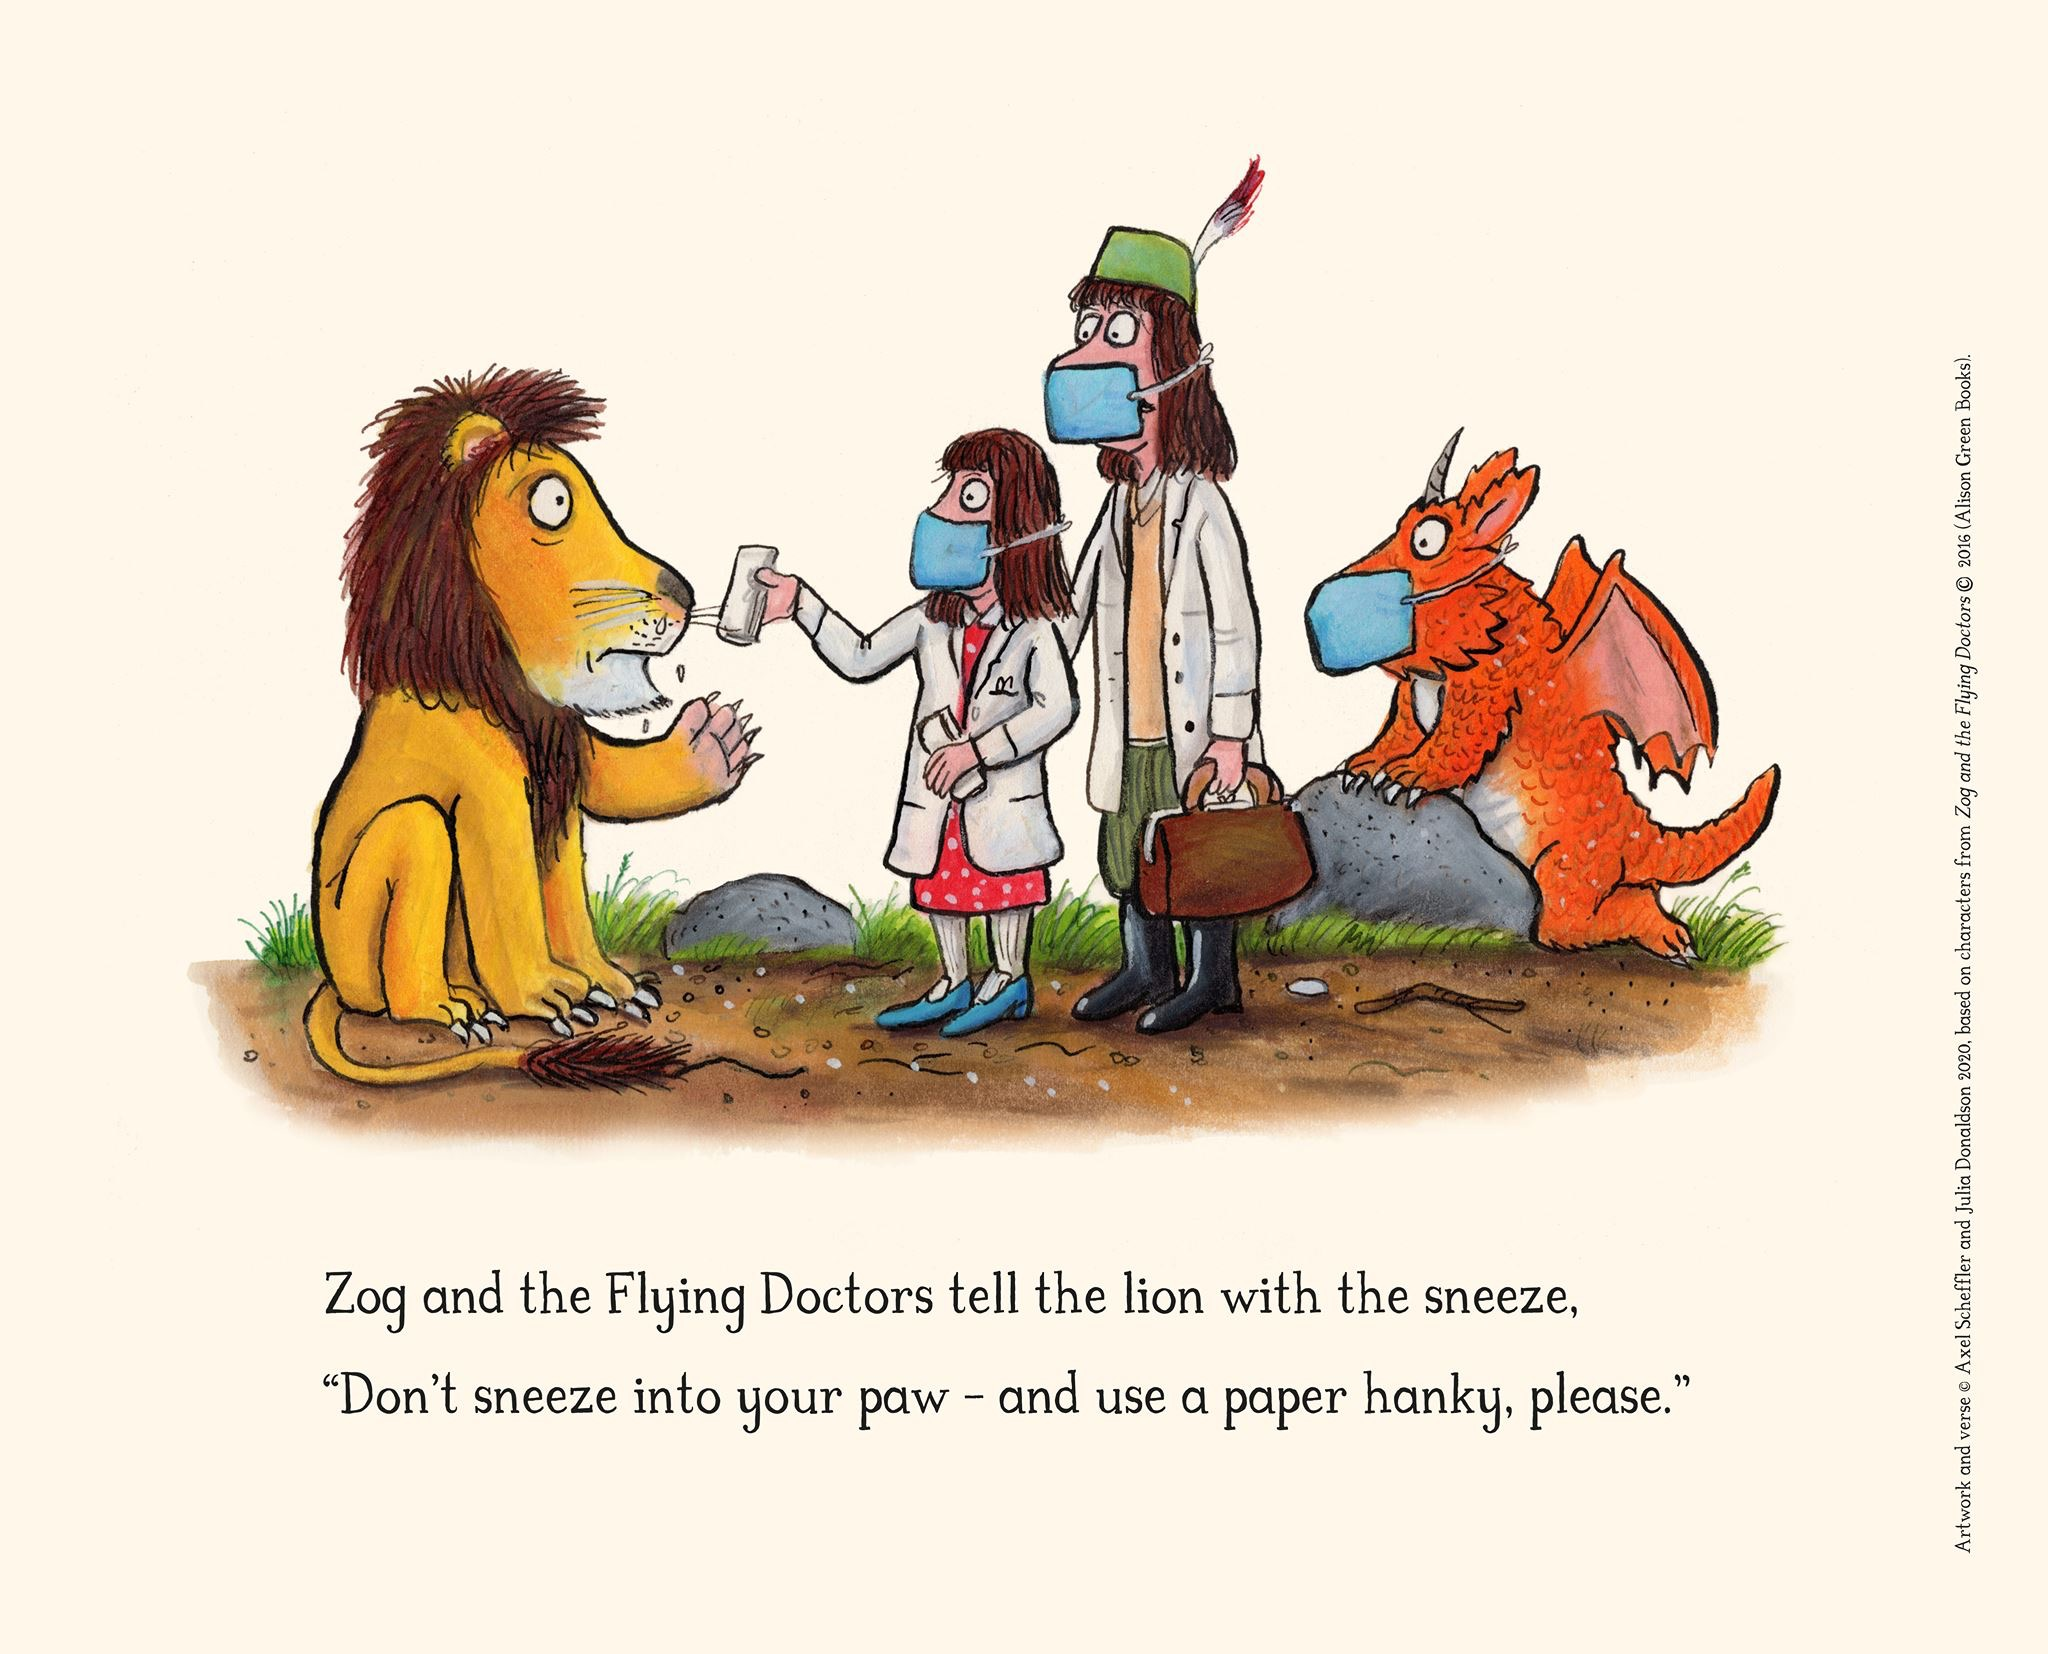 Zog and the Flying Doctors tell the lion with the sneeze,
“Don’t sneeze into your paw – and use a paper hanky, please.”
Artwork and verse © Axel Scheffler and Julia Donaldson 2020, based on characters from Zog and the Flying Doctors © 2016 (Alison Green Books).